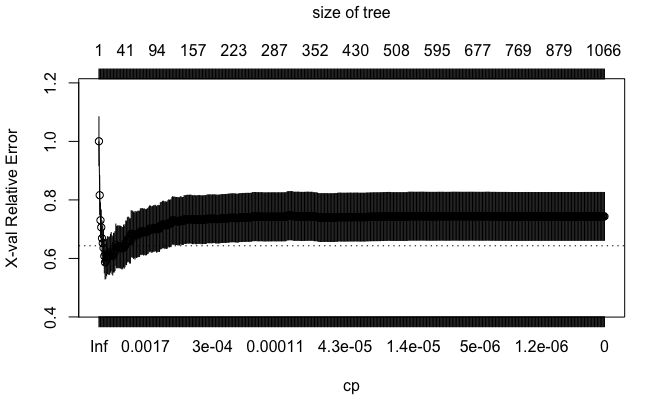 size of tree
1 41 94 157 223 287 352 430 508 595 677 769 879 1066
1.2
1.0
0.8
0.6
0.4
X-val Relative Error
Inf 0.0017 3e-04 0.00011 4.3e-05 1.4e-05 5e-06 1.2e-06 0
cp